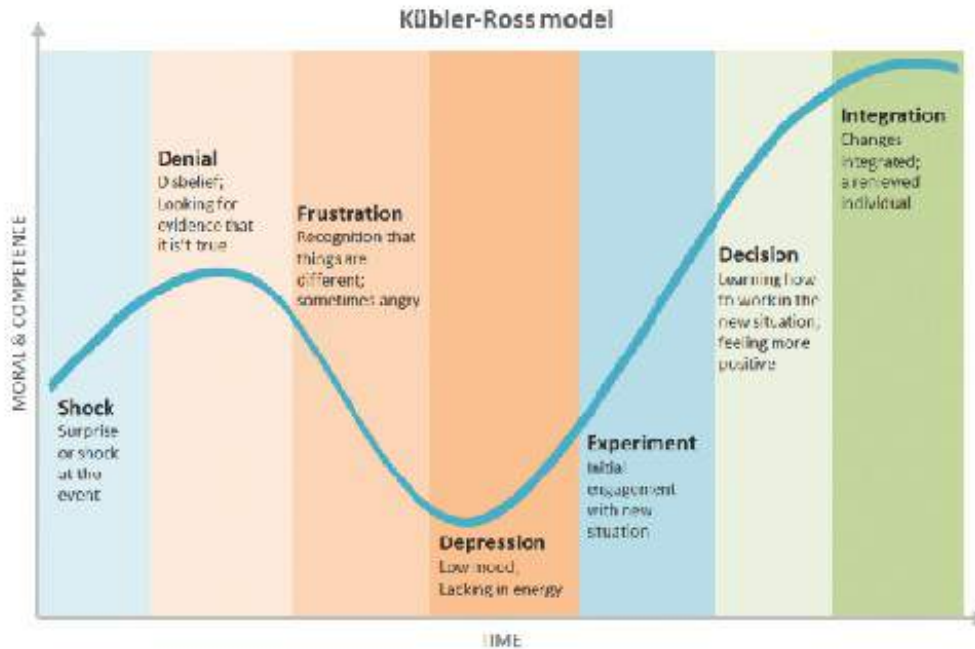 Kübler-Ross model
MORAL & COMPETENCE
Shock
Surprise
or shock
at the
event
Denial
Disbelief;
Looking for
evidence that
it is't true
Frustration
Recognition that
things are
different;
sometimes angry
Depression
Low mood,
Lacking in energy
Experiment
Initial
engagement
with new
situation
Decision
Learning how
to work in the
new situation,
feeling more
positive
Integration
Changes
integrated;
a renewed
individual
TIME